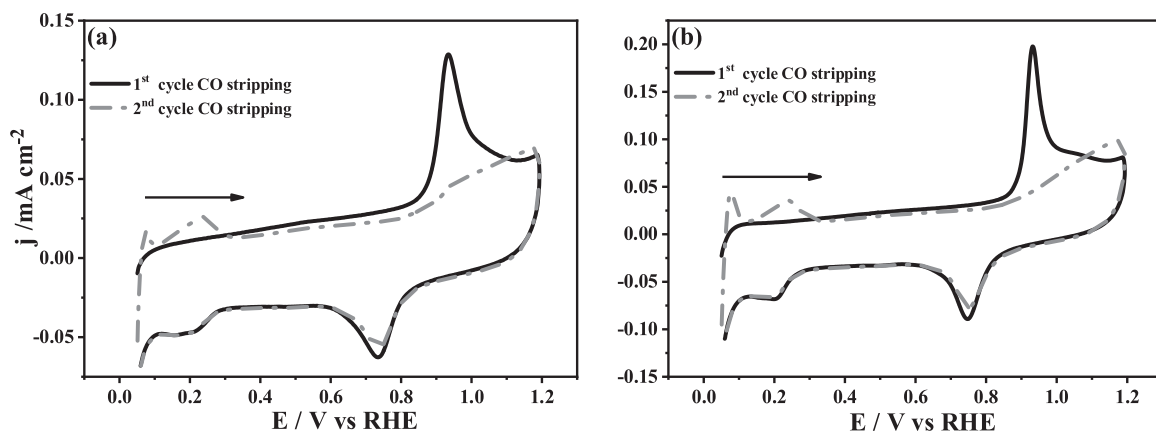 (a)
1st cycle CO stripping
2nd cycle CO stripping
j /mA cm-2
0.15
0.10
0.05
0.00
-0.05
0.0 0.2 0.4 0.6 0.8 1.0 1.2
E / V vs RHE
(b)
1st cycle CO stripping
2nd cycle CO stripping
0.20
0.15
0.10
0.05
0.00
-0.05
-0.10
-0.15
0.0 0.2 0.4 0.6 0.8 1.0 1.2
E / V vs RHE